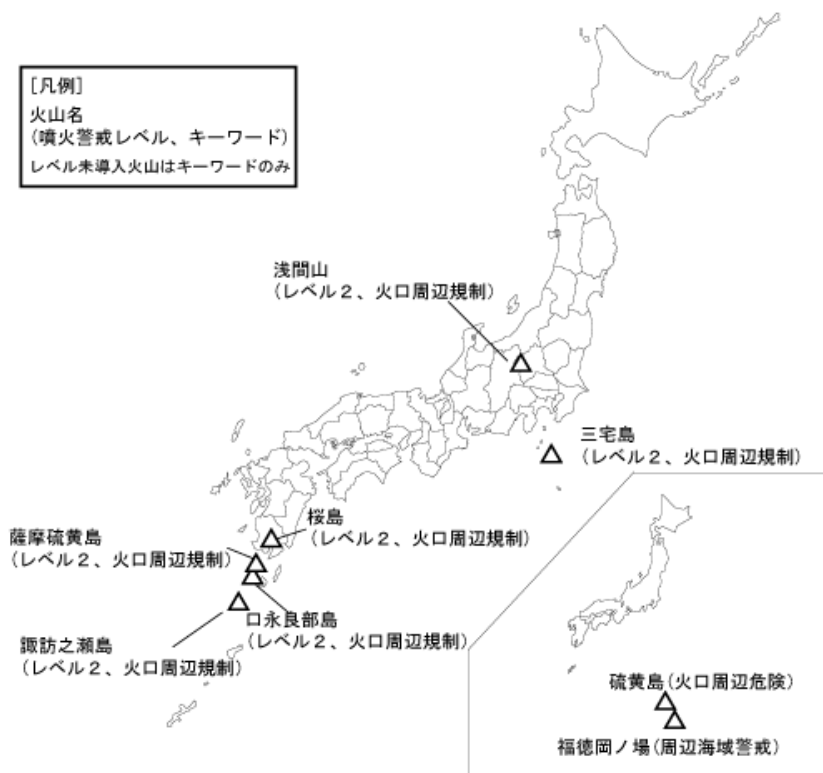 ［凡例］
火山名
(噴火警戒レベル、キーワード)
レベル未導入火山はキーワードのみ
浅間山
(レベル２、火口周辺規制)
三宅島
(レベル２、火口周辺規制)
桜島
(レベル２、火口周辺規制)
薩摩硫黄島
(レベル２、火口周辺規制)
口永良部島
(レベル２、火口周辺規制)
諏訪之瀬島
(レベル２、火口周辺規制)
硫黄島(火口周辺危険)
福徳岡ノ場(周辺海域警戒)